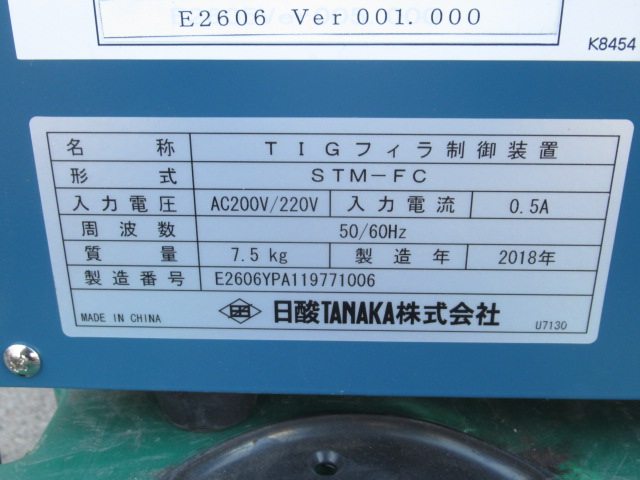 E2606 Ver 001.000
K8454
名称 TIGフィラ制御装置
形式 STM-FC
入力電圧 AC200V/220V 入力電流 0.5A
周波数 50/60Hz
質量 7.5 kg 製造年 2018年
製造番号 E2606YPA119771006
MADE IN CHINA 日酸TANAKA株式会社 U7130